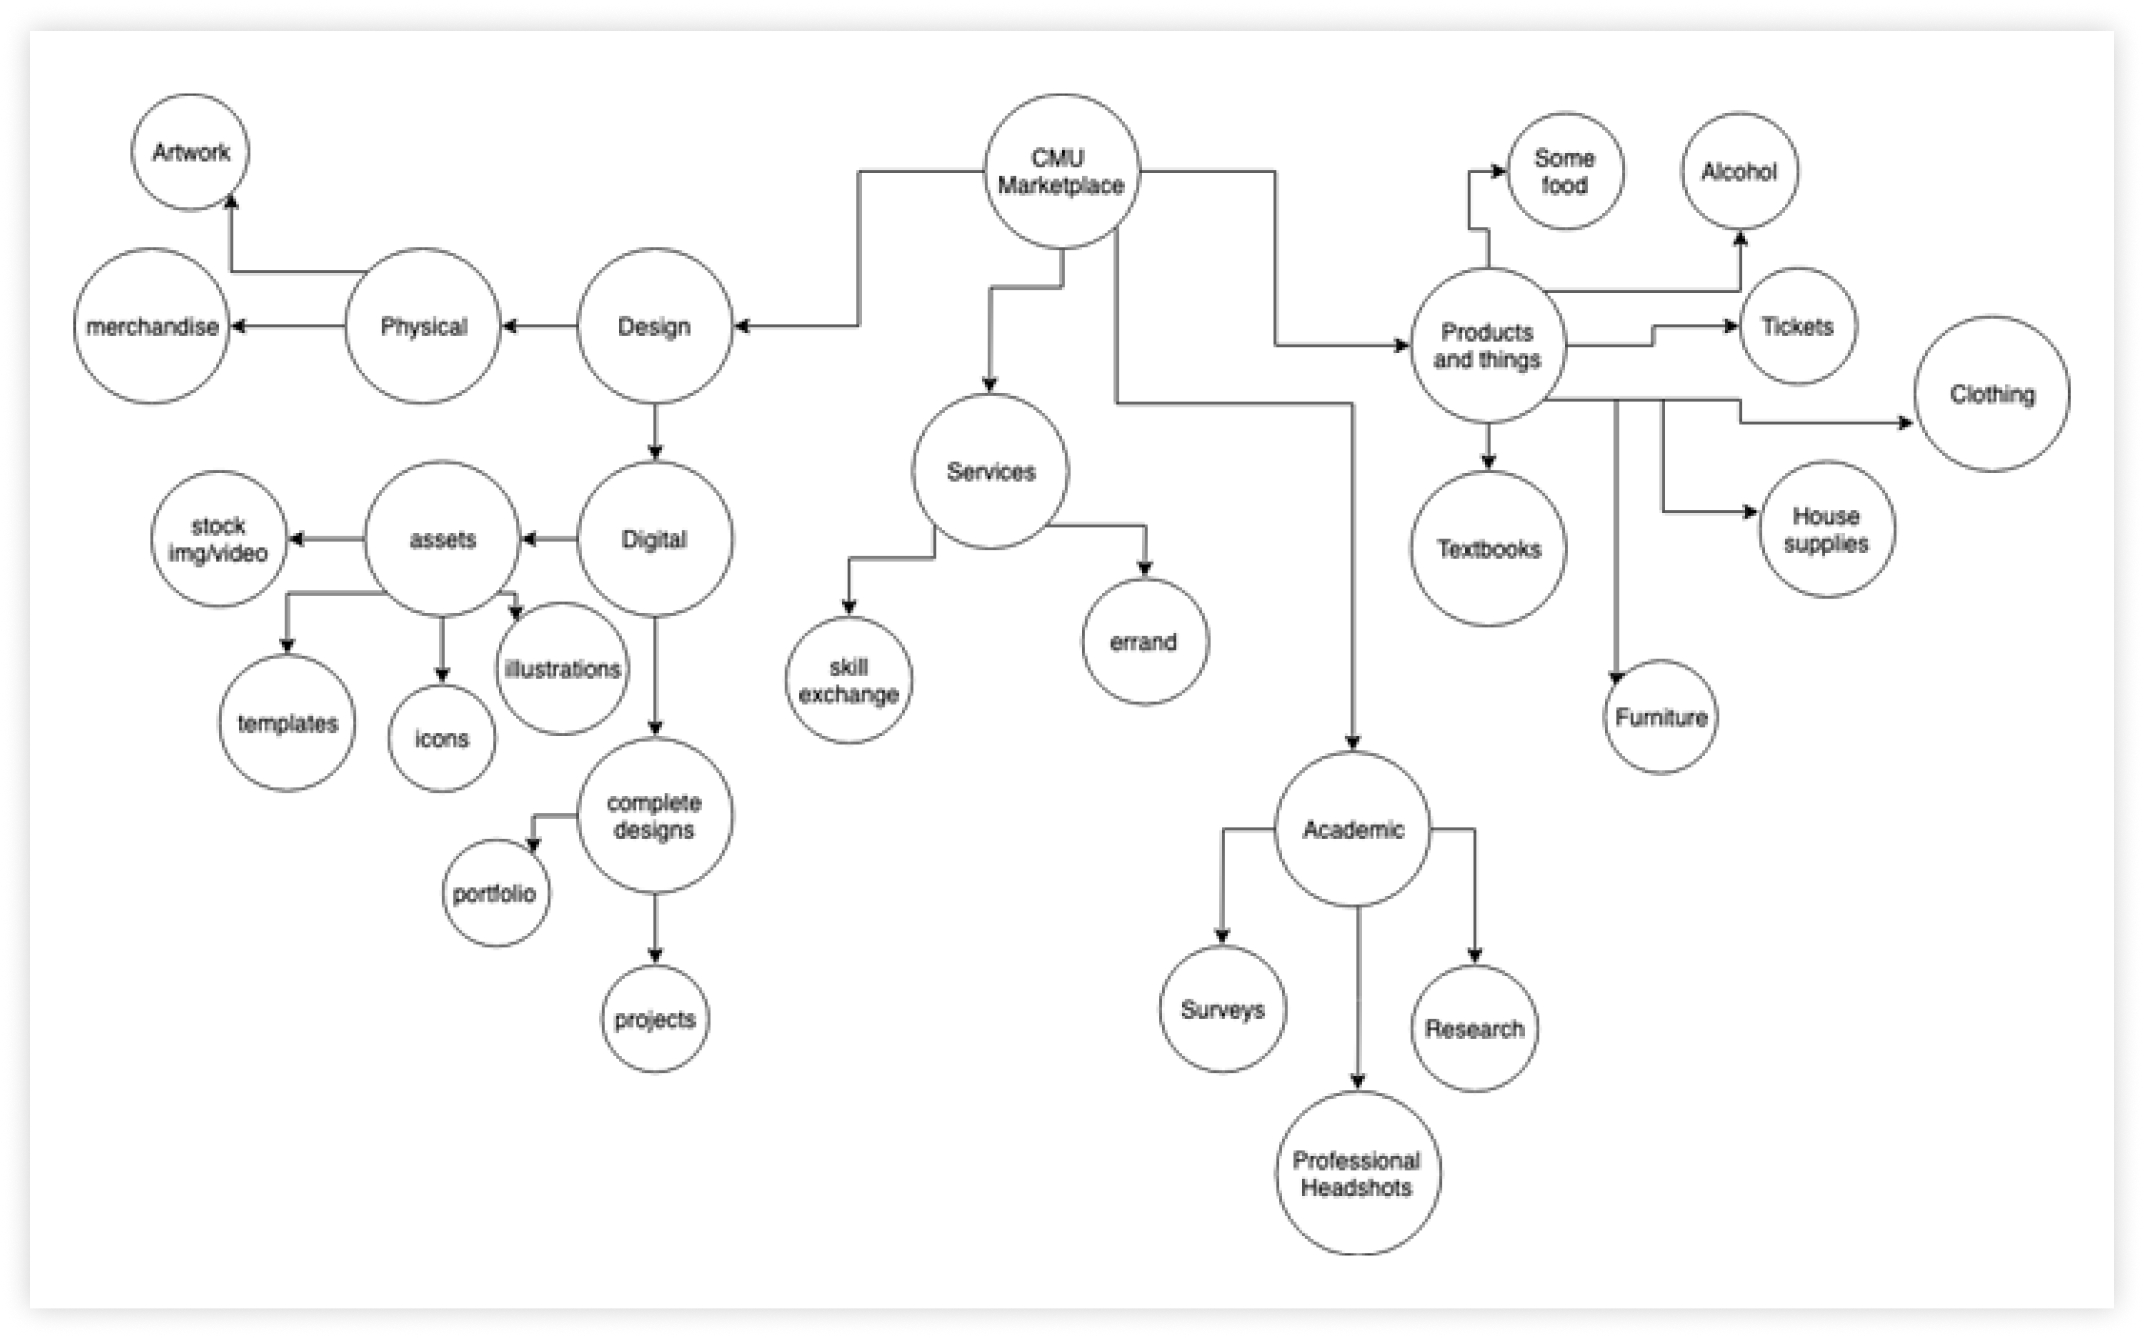 Artwork
CMU
Marketplace
Some
food
Alcohol
merchandise
Physical
Design
Products
and things
Tickets
Clothing
stock
img/video
assets
Digital
Services
Textbooks
House
supplies
templates
icons
illustrations
skill
exchange
errand
Furniture
complete
designs
Academic
portfolio
projects
Surveys
Research
Professional
Headshots